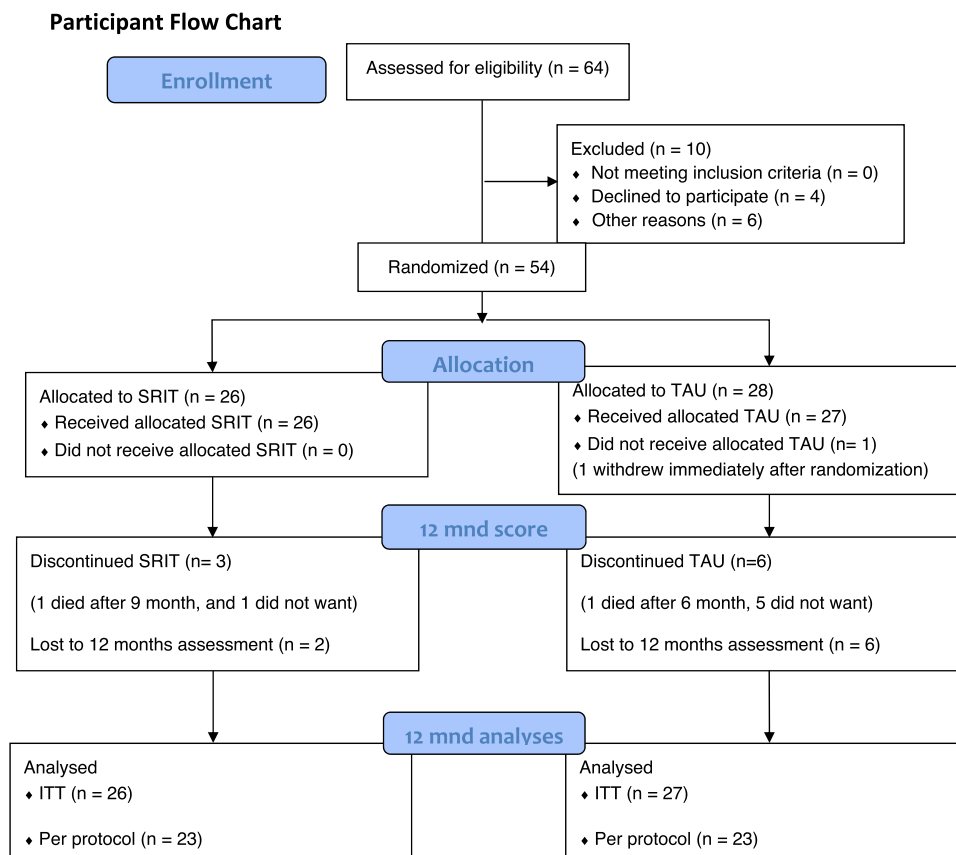 Participant Flow Chart
Enrollment
Assessed for eligibility (n = 64)
Excluded (n = 10)
♦ Not meeting inclusion criteria (n = 0)
♦ Declined to participate (n = 4)
♦ Other reasons (n = 6)
Randomized (n = 54)
Allocation
Allocated to SRIT (n = 26)
♦ Received allocated SRIT (n = 26)
♦ Did not receive allocated SRIT (n = 0)
Allocated to TAU (n = 28)
♦ Received allocated TAU (n = 27)
♦ Did not receive allocated TAU (n= 1)
(1 withdrew immediately after randomization)
12 mnd score
Discontinued SRIT (n= 3)
(1 died after 9 month, and 1 did not want)
Lost to 12 months assessment (n = 2)
Discontinued TAU (n=6)
(1 died after 6 month, 5 did not want)
Lost to 12 months assessment (n = 6)
12 mnd analyses
Analysed
♦ ITT (n = 26)
♦ Per protocol (n = 23)
Analysed
♦ ITT (n = 27)
♦ Per protocol (n = 23)